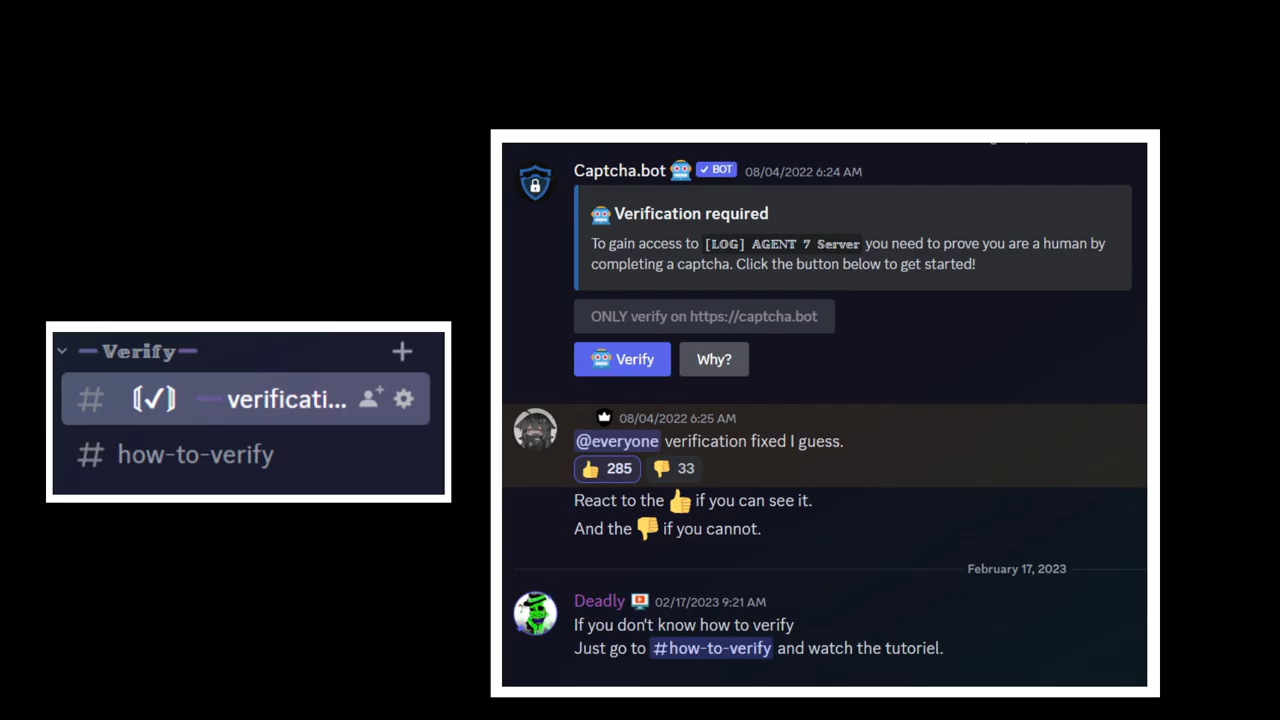 Verify
# [✓] verificati...
# how-to-verify
Captcha.bot 🤖 ✓ BOT 08/04/2022 6:24 AM
🤖 Verification required
To gain access to [LOG] AGENT 7 Server you need to prove you are a human by
completing a captcha. Click the button below to get started!
ONLY verify on https://captcha.bot
🤖 Verify Why?
08/04/2022 6:25 AM
@everyone verification fixed I guess.
👍 285 👎 33
React to the 👍 if you can see it.
And the 👎 if you cannot.
February 17, 2023
Deadly 02/17/2023 9:21 AM
If you don't know how to verify
Just go to #how-to-verify and watch the tutoriel.